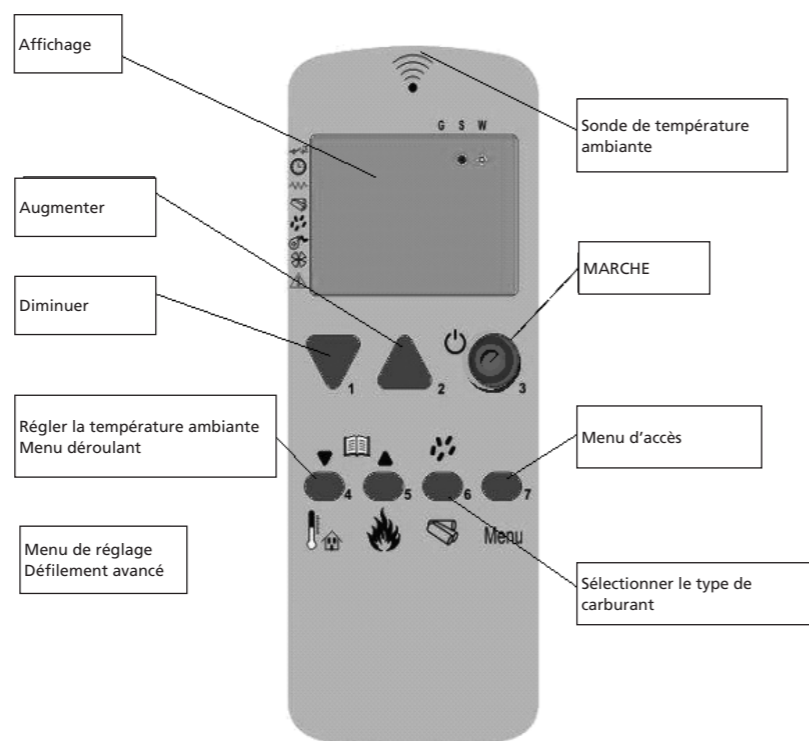 Affichage
G S W
Sonde de température
ambiante
Augmenter
MARCHE
Diminuer
1
2
3
Régler la température ambiante
Menu déroulant
Menu d'accès
4
5
6
7
Menu
Menu de réglage
Défilement avancé
Sélectionner le type de
carburant